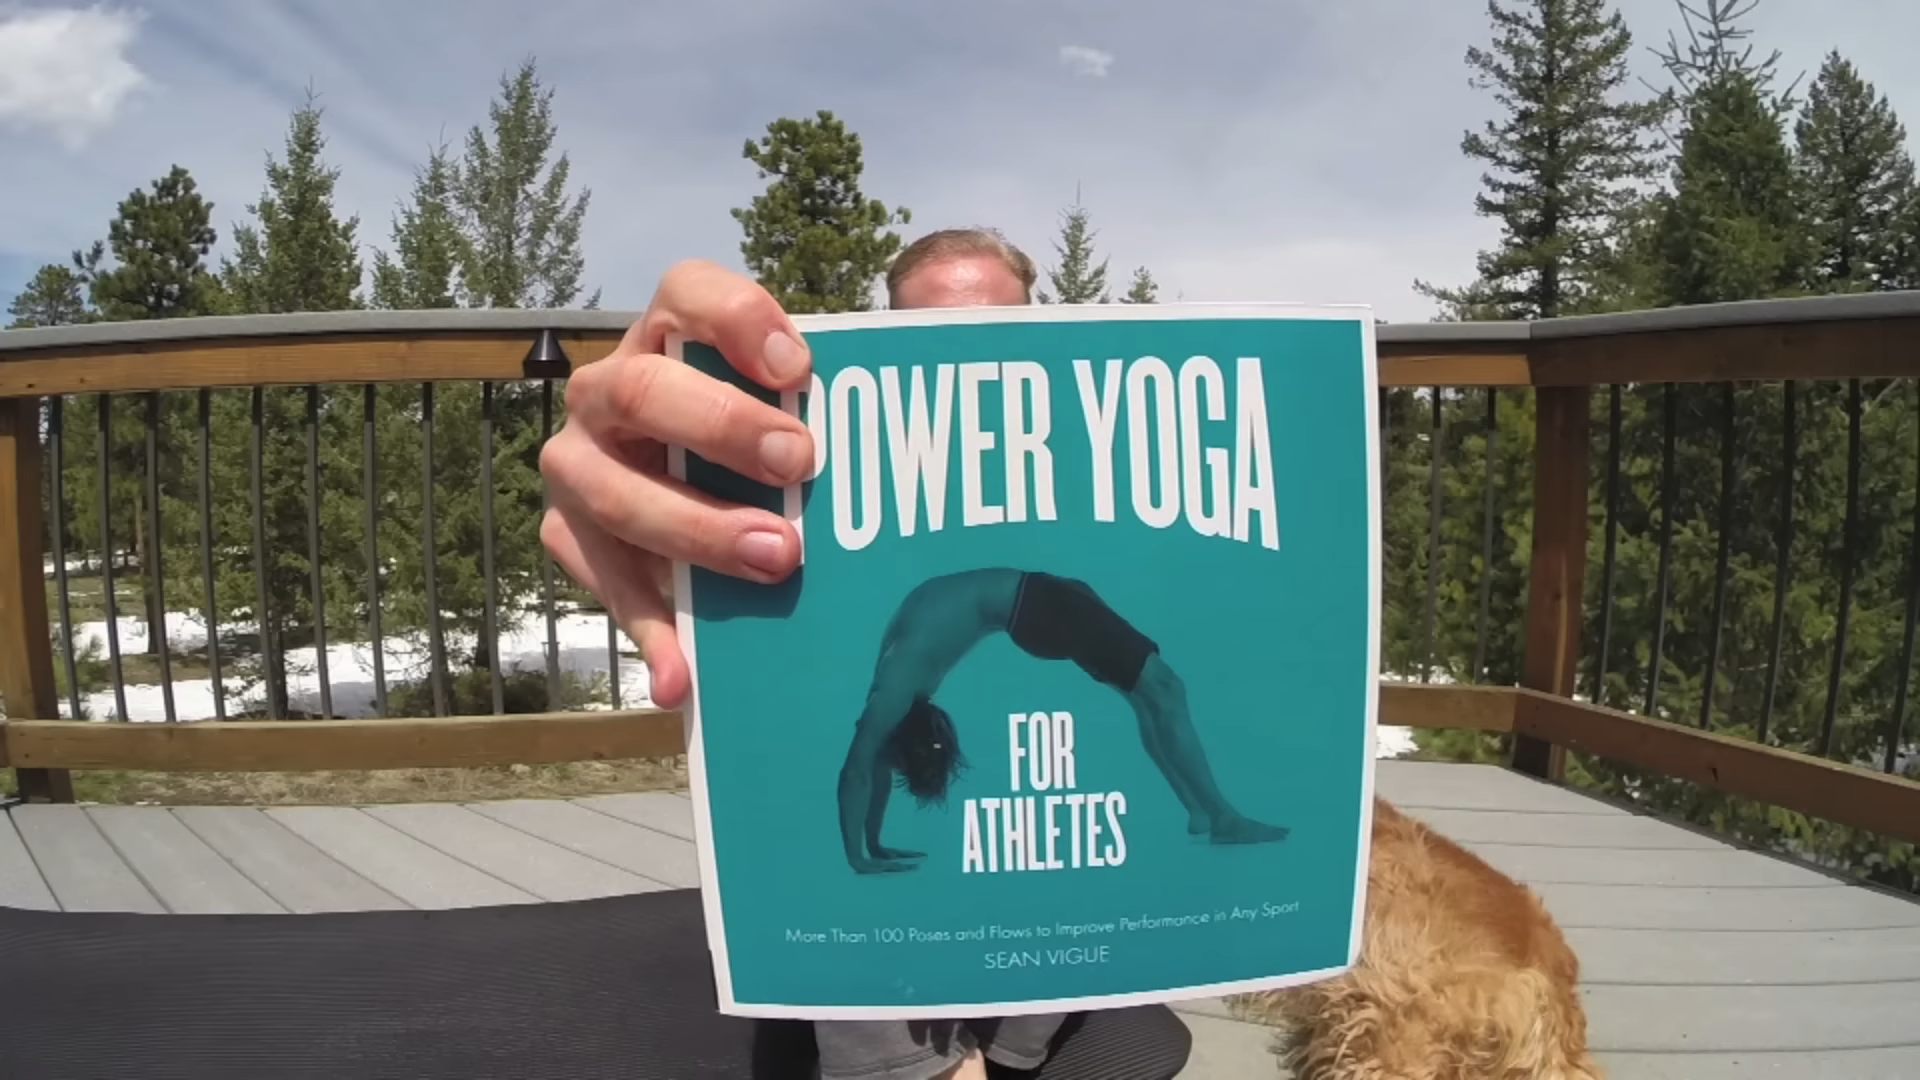 POWER YOGA
FOR
ATHLETES
More Than 100 Poses and Flows to Improve Performance in Any Sport
SEAN VIGUE